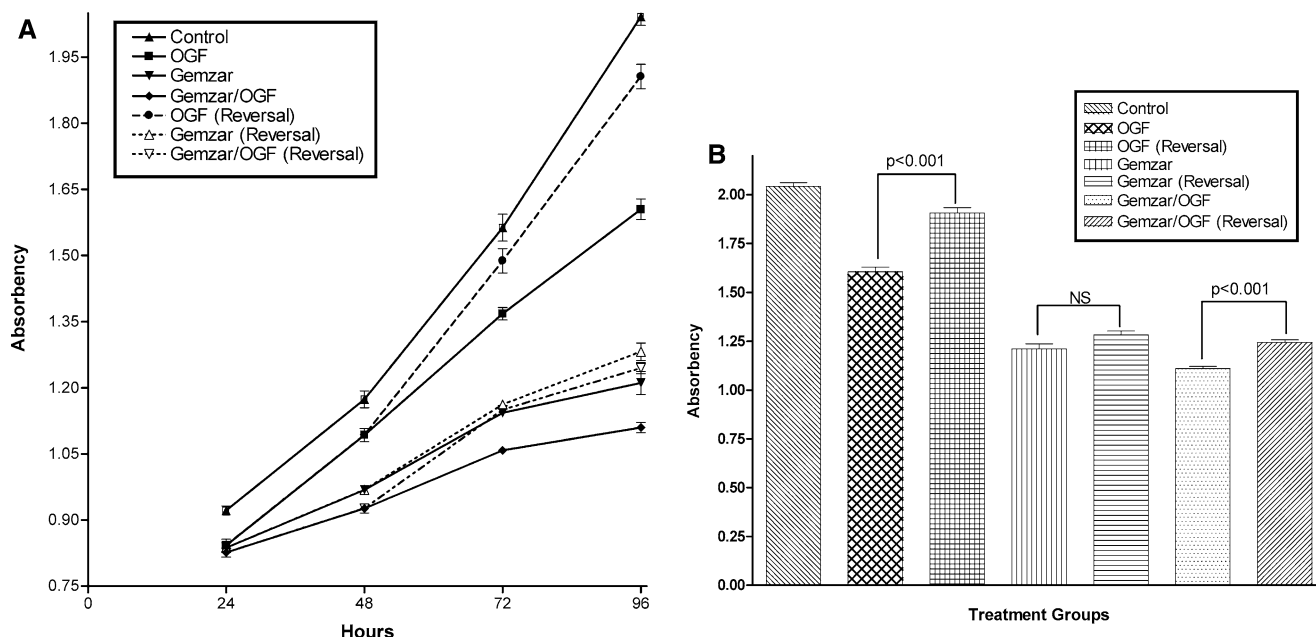 A
Control
OGF
Gemzar
Gemzar/OGF
OGF (Reversal)
Gemzar (Reversal)
Gemzar/OGF (Reversal)
1.95
1.80
1.65
1.50
1.35
1.20
1.05
0.90
0.75
0
24
48
72
96
Absorbency
Hours
B
Control
OGF
OGF (Reversal)
Gemzar
Gemzar (Reversal)
Gemzar/OGF
Gemzar/OGF (Reversal)
p<0.001
NS
p<0.001
2.00
1.75
1.50
1.25
1.00
0.75
0.50
0.25
0.00
Absorbency
Treatment Groups